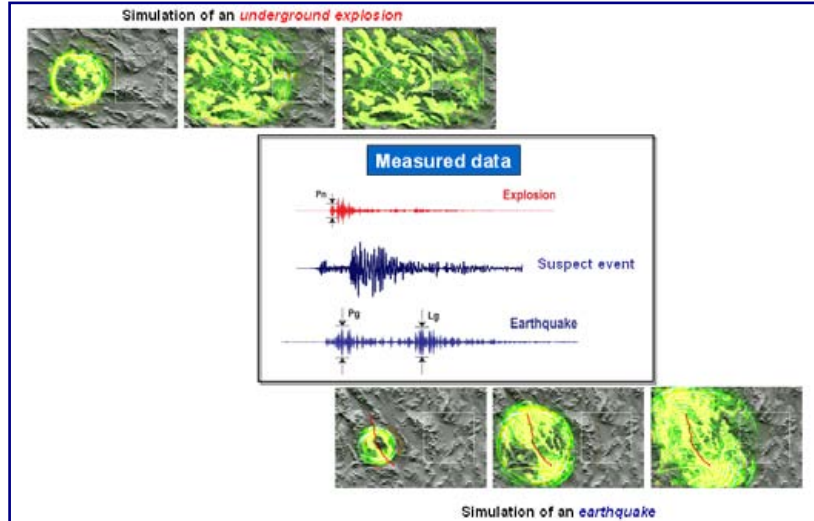 Simulation of an underground explosion
Measured data
Pn
Explosion
Suspect event
Pg
Lg
Earthquake
Simulation of an earthquake